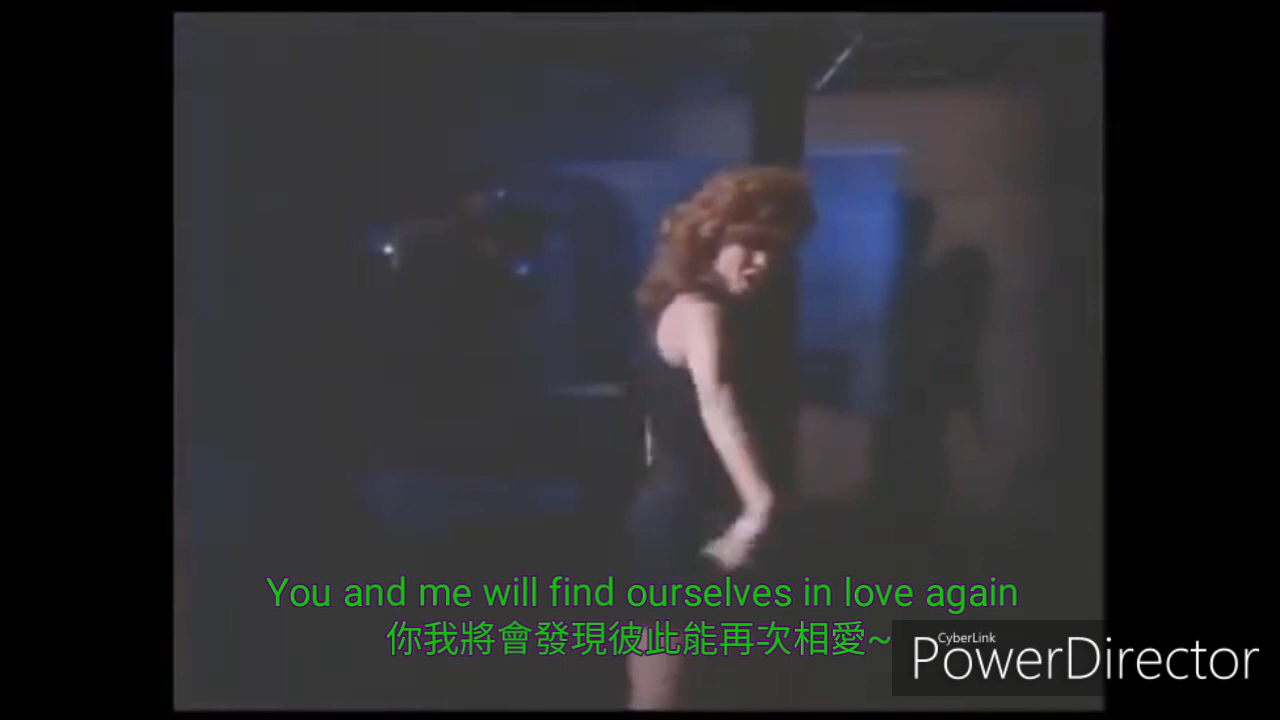 You and me will find ourselves in love again
你我將會發現彼此能再次相愛~
CyberLink
PowerDirector